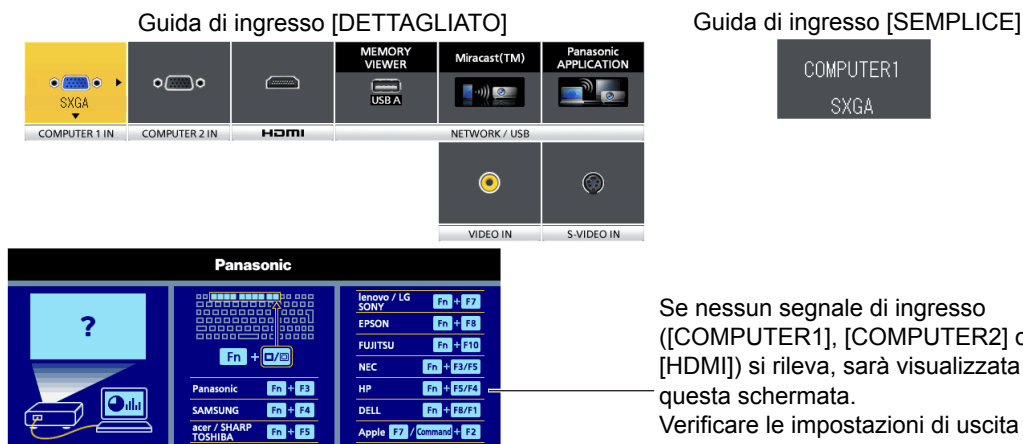 Guida di ingresso [DETTAGLIATO]
Guida di ingresso [SEMPLICE]
MEMORY VIEWER
Miracast(TM)
Panasonic APPLICATION
SXGA
USB A
COMPUTER 1 IN
COMPUTER 2 IN
HDMI
NETWORK / USB
COMPUTER1
SXGA
VIDEO IN
S-VIDEO IN
Panasonic
?
Fn +
Panasonic Fn + F3
SAMSUNG Fn + F4
acer / SHARP
TOSHIBA Fn + F5
lenovo / LG
SONY Fn + F7
EPSON Fn + F8
FUJITSU Fn + F10
NEC Fn + F3/F5
HP Fn + F5/F4
DELL Fn + F8/F1
Apple F7 / Command + F2
Se nessun segnale di ingresso
([COMPUTER1], [COMPUTER2]
[HDMI]) si rileva, sarà visualizzata
questa schermata.
Verificare le impostazioni di uscita